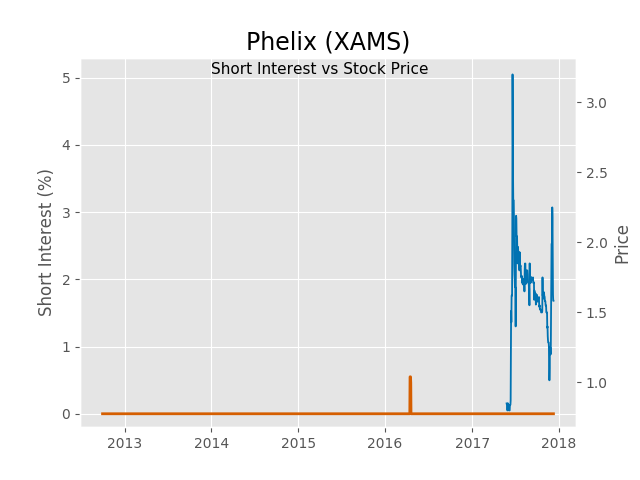 Phelix (XAMS)
Short Interest vs Stock Price
Short Interest (%)
5
4
3
2
1
0
3.0
2.5
2.0
1.5
1.0
Price
2013 2014 2015 2016 2017 2018